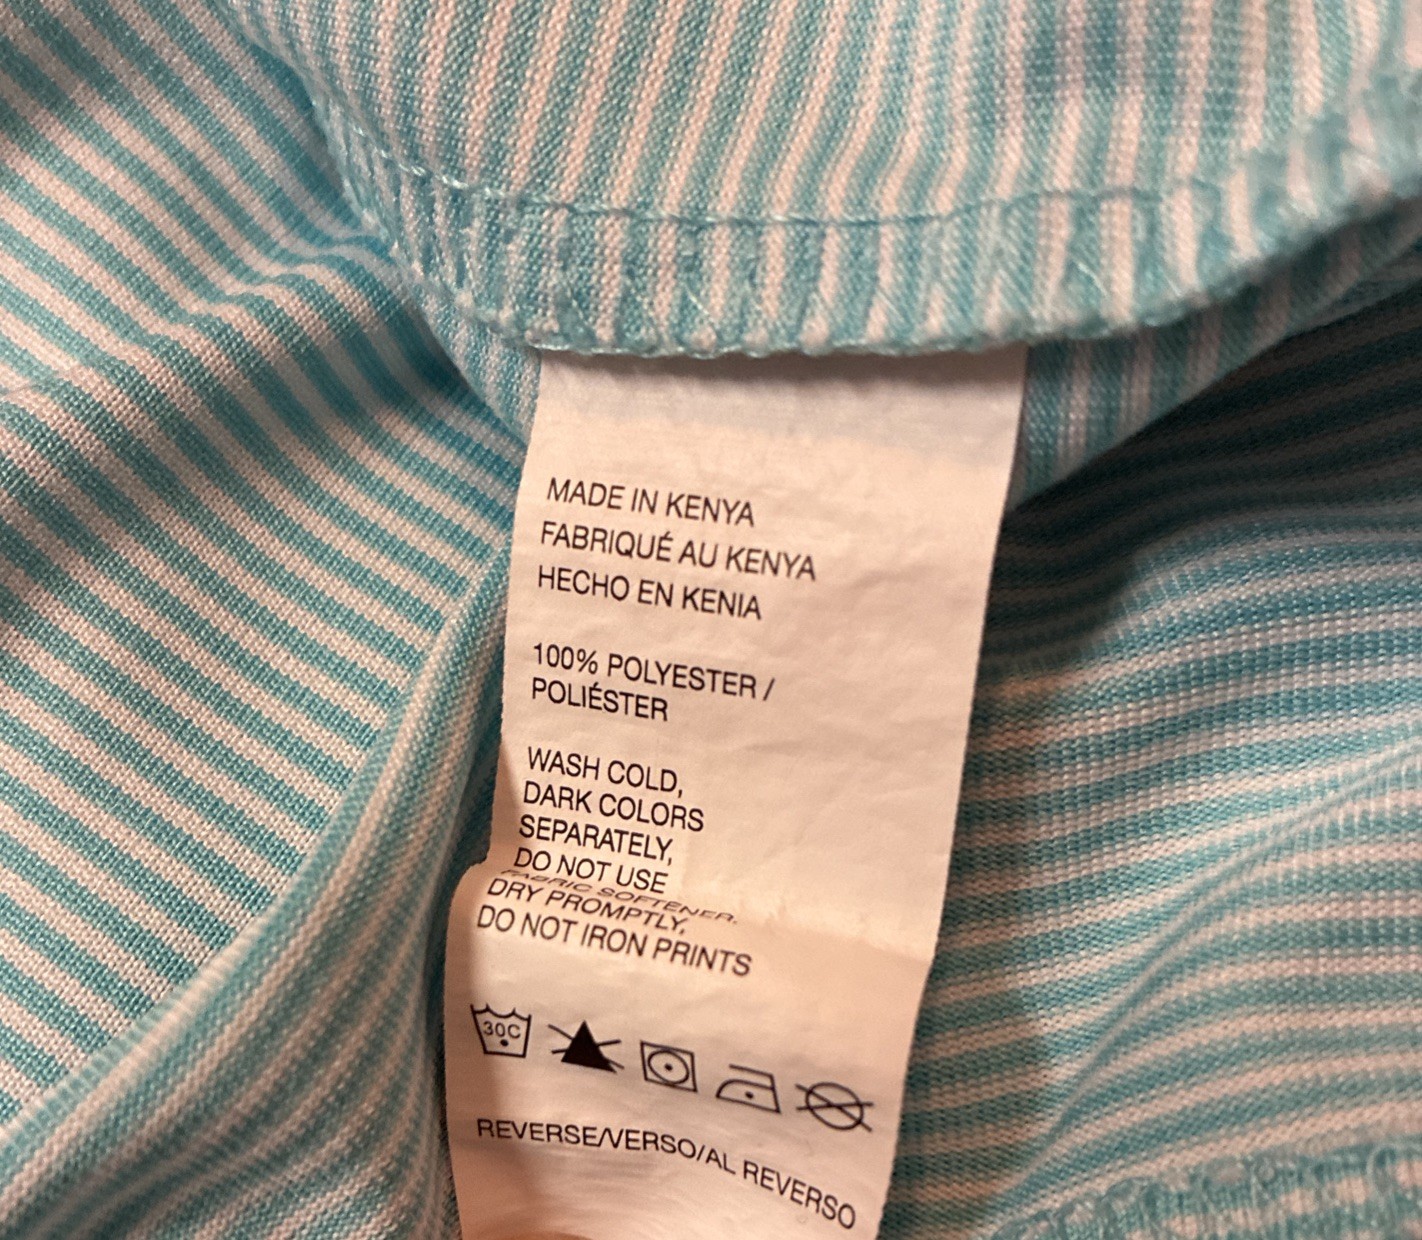 MADE IN KENYA
FABRIQUÉ AU KENYA
HECHO EN KENIA
100% POLYESTER /
POLIÉSTER
WASH COLD,
DARK COLORS
SEPARATELY,
DO NOT USE
FABRIC SOFTENER.
DRY PROMPTLY,
DO NOT IRON PRINTS
30C
REVERSE/VERSO/AL REVERSO